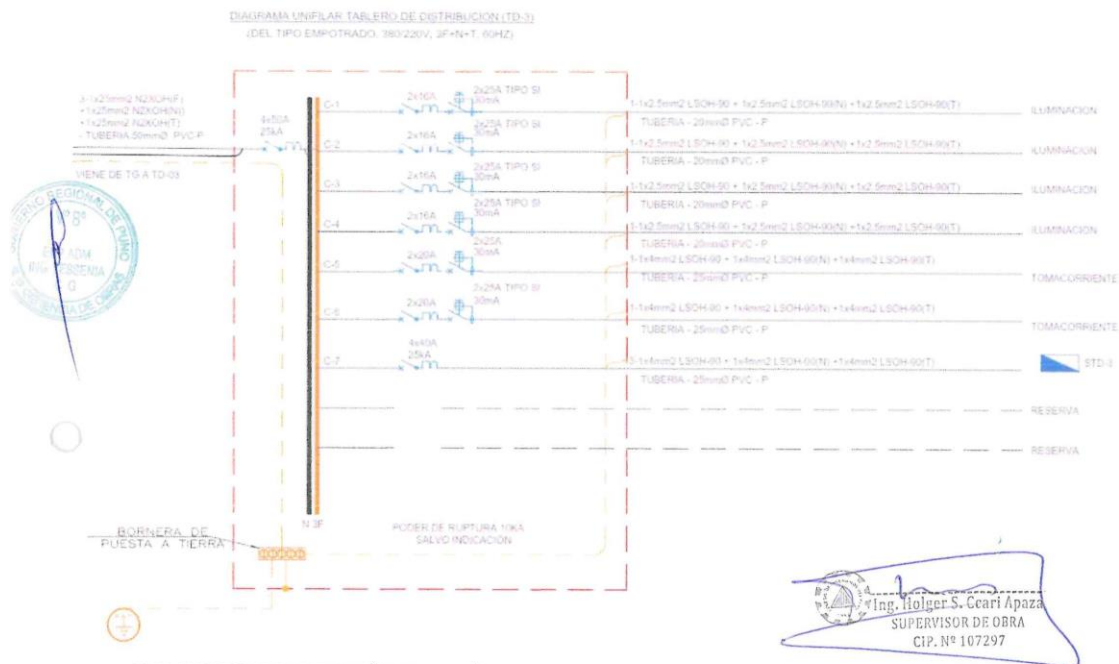 DIAGRAMA UNIFILAR TABLERO DE DISTRIBUCION (TD-3)
(DEL TIPO EMPOTRADO, 380/220V, 3F+N+T, 60HZ)
3-1x25mm2 N2XOH(F)
+1x25mm2 N2XOH(N)
+1x25mm2 N2XOH(T)
- TUBERIA 50mmØ PVC-P
VIENE DE TG A TD-03
4x50A
25kA
C-1
2x16A
2x25A TIPO SI
30mA
1-1x2.5mm2 LSOH-90 + 1x2.5mm2 LSOH-90(N) +1x2.5mm2 LSOH-90(T)
TUBERIA - 20mmØ PVC - P
ILUMINACION
C-2
2x16A
2x25A TIPO SI
30mA
1-1x2.5mm2 LSOH-90 + 1x2.5mm2 LSOH-90(N) +1x2.5mm2 LSOH-90(T)
TUBERIA - 20mmØ PVC - P
ILUMINACION
C-3
2x16A
2x25A TIPO SI
30mA
1-1x2.5mm2 LSOH-90 + 1x2.5mm2 LSOH-90(N) +1x2.5mm2 LSOH-90(T)
TUBERIA - 20mmØ PVC - P
ILUMINACION
C-4
2x16A
2x25A TIPO SI
30mA
1-1x2.5mm2 LSOH-90 + 1x2.5mm2 LSOH-90(N) +1x2.5mm2 LSOH-90(T)
TUBERIA - 20mmØ PVC - P
ILUMINACION
C-5
2x20A
2x25A
30mA
1-1x4mm2 LSOH-90 + 1x4mm2 LSOH-90(N) +1x4mm2 LSOH-90(T)
TUBERIA - 25mmØ PVC - P
TOMACORRIENTE
2x20A
2x25A TIPO SI
30mA
1-1x4mm2 LSOH-90 + 1x4mm2 LSOH-90(N) +1x4mm2 LSOH-90(T)
TUBERIA - 25mmØ PVC - P
TOMACORRIENTE
C-7
4x40A
25kA
3-1x4mm2 LSOH-90 + 1x4mm2 LSOH-90(N) +1x4mm2 LSOH-90(T)
TUBERIA - 25mmØ PVC - P
RESERVA
RESERVA
N 3F
PODER DE RUPTURA 10KA
SALVO INDICACION
BORNERA DE
PUESTA A TIERRA
REGIONAL DE PUNO
DE OBRAS
Ing. Holger S. Ccari Apaza
SUPERVISOR DE OBRA
CIP. Nº 107297